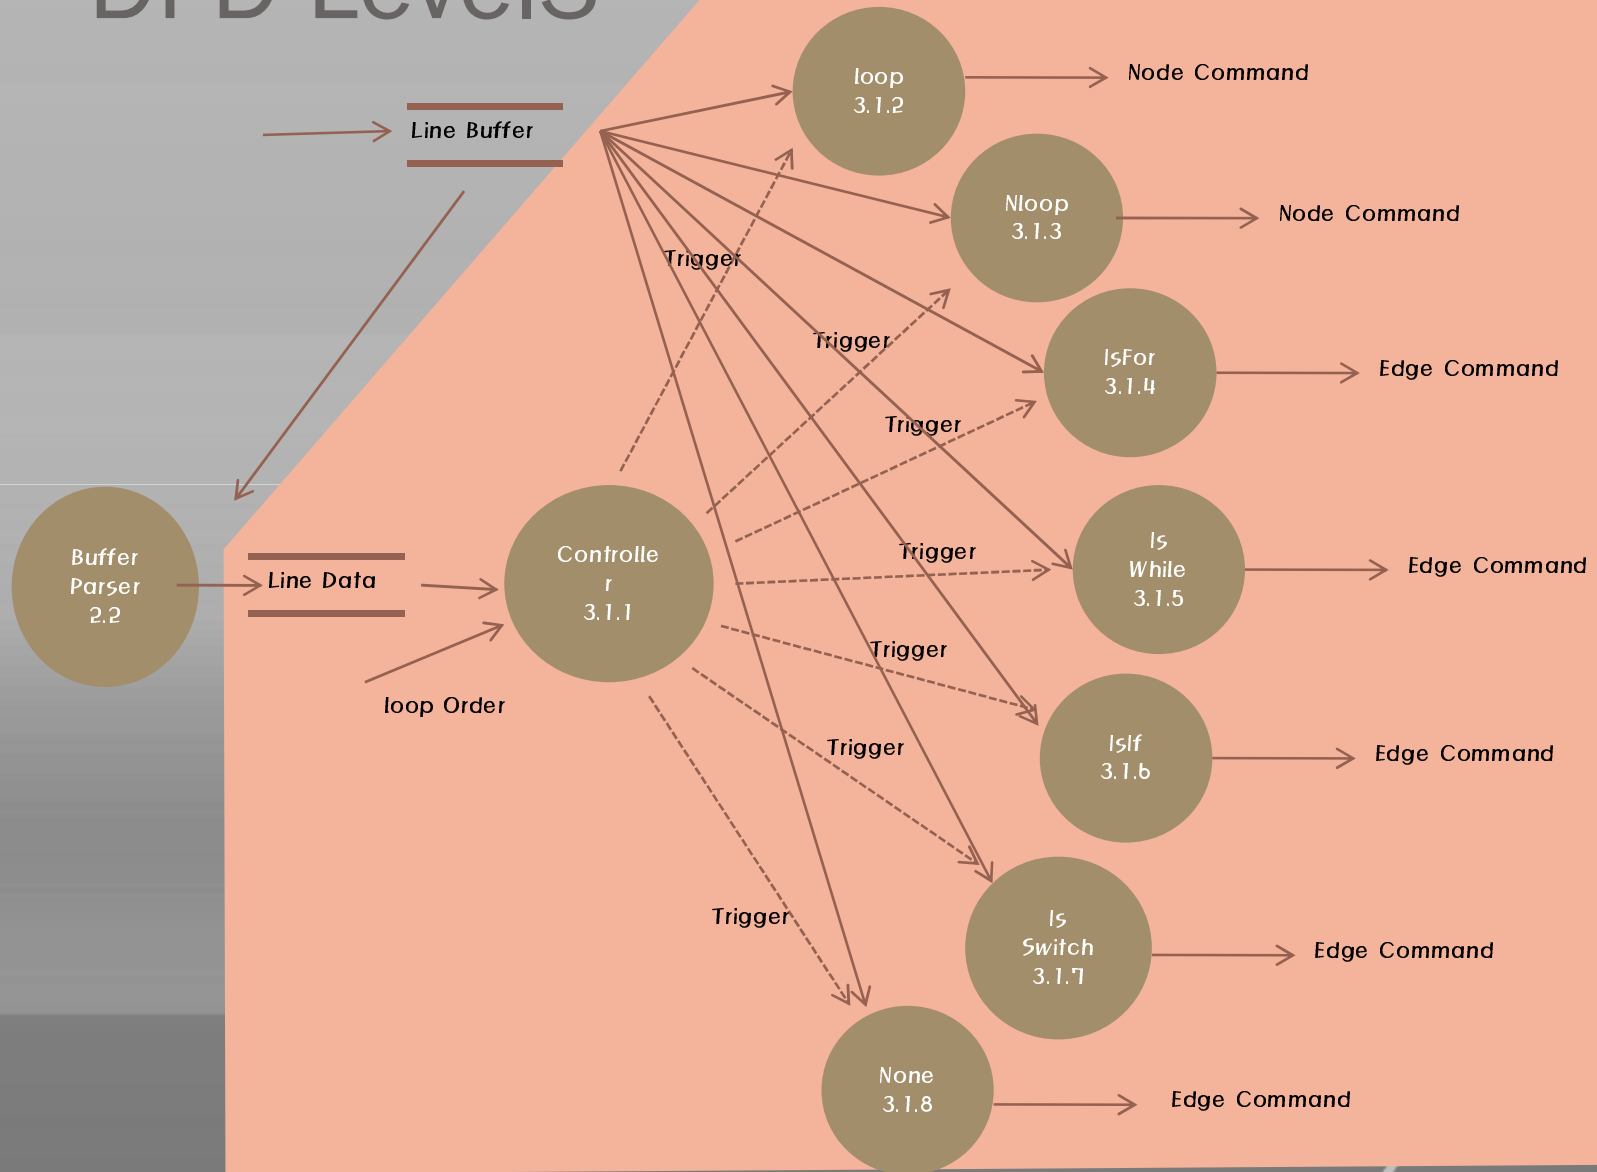 DFD Levels
loop
3.1.2
Node Command
Line Buffer
Nloop
3.1.3
Node Command
Trigger
Trigger
IsFor
3.1.4
Edge Command
Trigger
Is
While
3.1.5
Edge Command
Trigger
Buffer
Parser
2.2
Line Data
Controlle
r
3.1.1
loop Order
Trigger
IsIf
3.1.6
Edge Command
Trigger
Is
Switch
3.1.7
Edge Command
Trigger
None
3.1.8
Edge Command